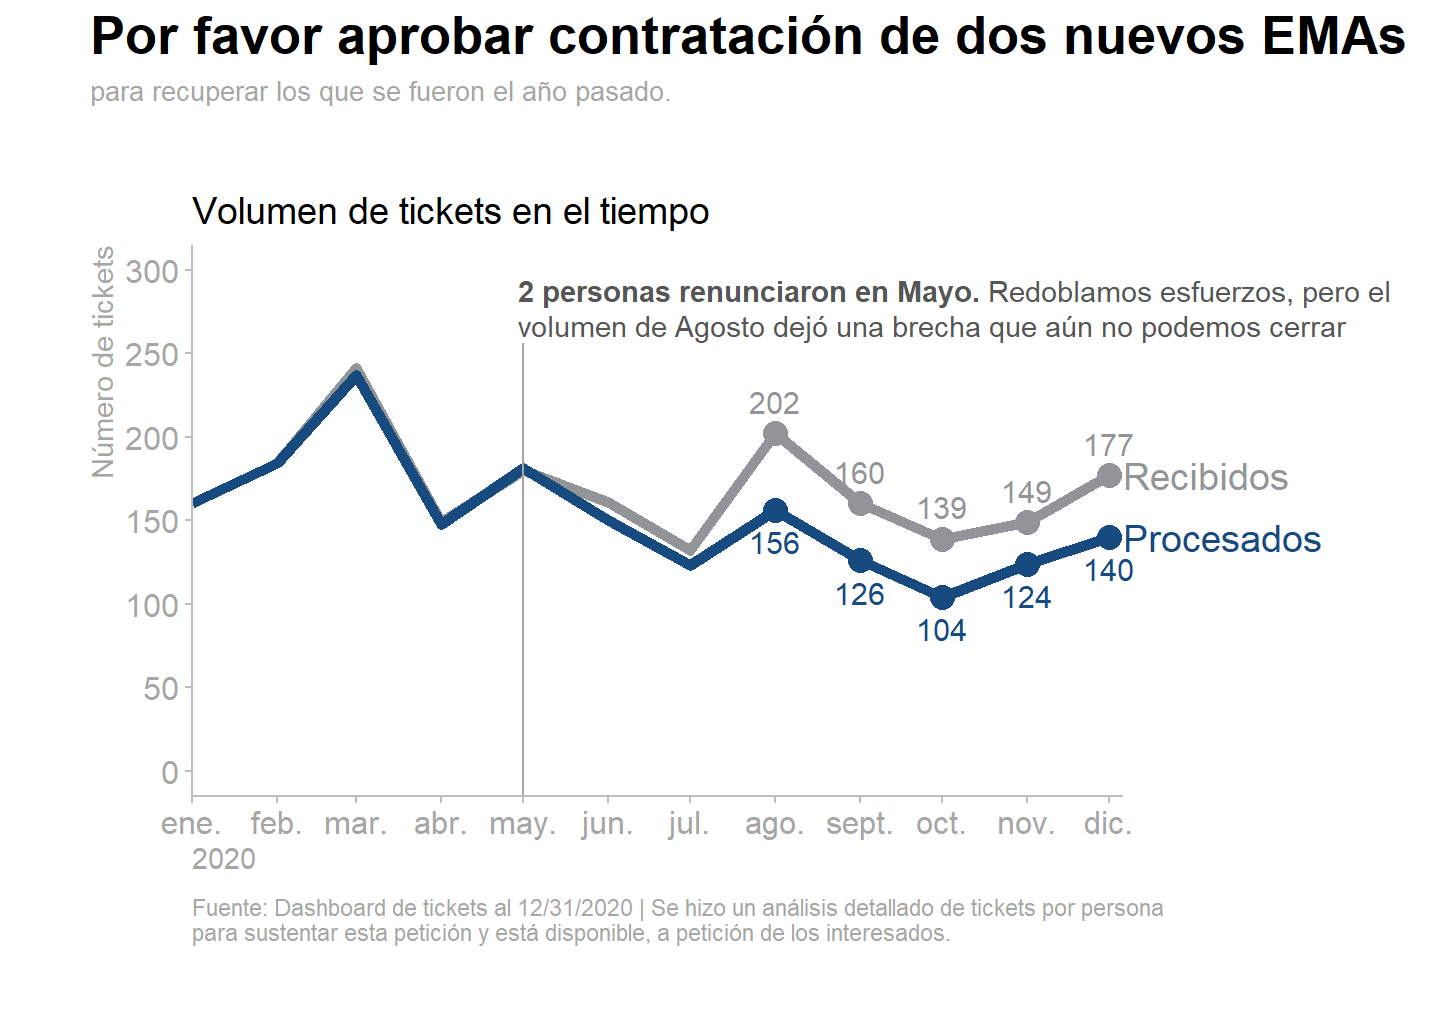 Por favor aprobar contratación de dos nuevos EMAs
para recuperar los que se fueron el año pasado.
Volumen de tickets en el tiempo
Número de tickets
300
250
200
150
100
50
0
2 personas renunciaron en Mayo. Redoblamos esfuerzos, pero el
volumen de Agosto dejó una brecha que aún no podemos cerrar
202
160
139
149
177
Recibidos
156
126
104
124
140
Procesados
ene. feb. mar. abr. may. jun. jul. ago. sept. oct. nov. dic.
2020
Fuente: Dashboard de tickets al 12/31/2020 | Se hizo un análisis detallado de tickets por persona
para sustentar esta petición y está disponible, a petición de los interesados.